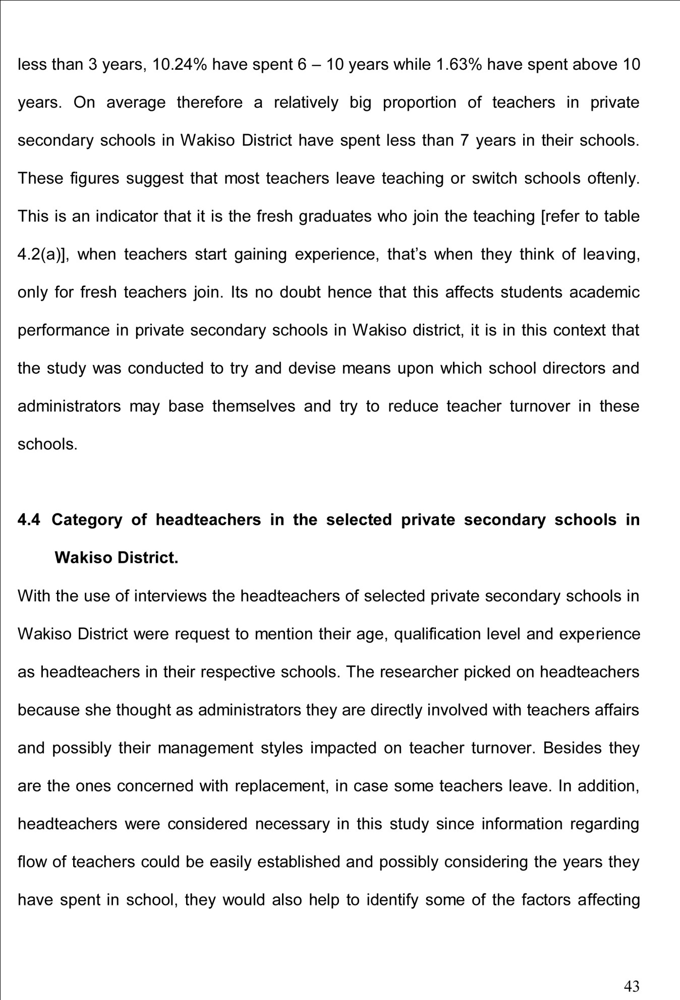 less than 3 years, 10.24% have spent 6 – 10 years while 1.63% have spent above 10
years. On average therefore a relatively big proportion of teachers in private
secondary schools in Wakiso District have spent less than 7 years in their schools.
These figures suggest that most teachers leave teaching or switch schools oftenly.
This is an indicator that it is the fresh graduates who join the teaching [refer to table
4.2(a)], when teachers start gaining experience, that’s when they think of leaving,
only for fresh teachers join. Its no doubt hence that this affects students academic
performance in private secondary schools in Wakiso district, it is in this context that
the study was conducted to try and devise means upon which school directors and
administrators may base themselves and try to reduce teacher turnover in these
schools.
4.4 Category of headteachers in the selected private secondary schools in
Wakiso District.
With the use of interviews the headteachers of selected private secondary schools in
Wakiso District were request to mention their age, qualification level and experience
as headteachers in their respective schools. The researcher picked on headteachers
because she thought as administrators they are directly involved with teachers affairs
and possibly their management styles impacted on teacher turnover. Besides they
are the ones concerned with replacement, in case some teachers leave. In addition,
headteachers were considered necessary in this study since information regarding
flow of teachers could be easily established and possibly considering the years they
have spent in school, they would also help to identify some of the factors affecting
43